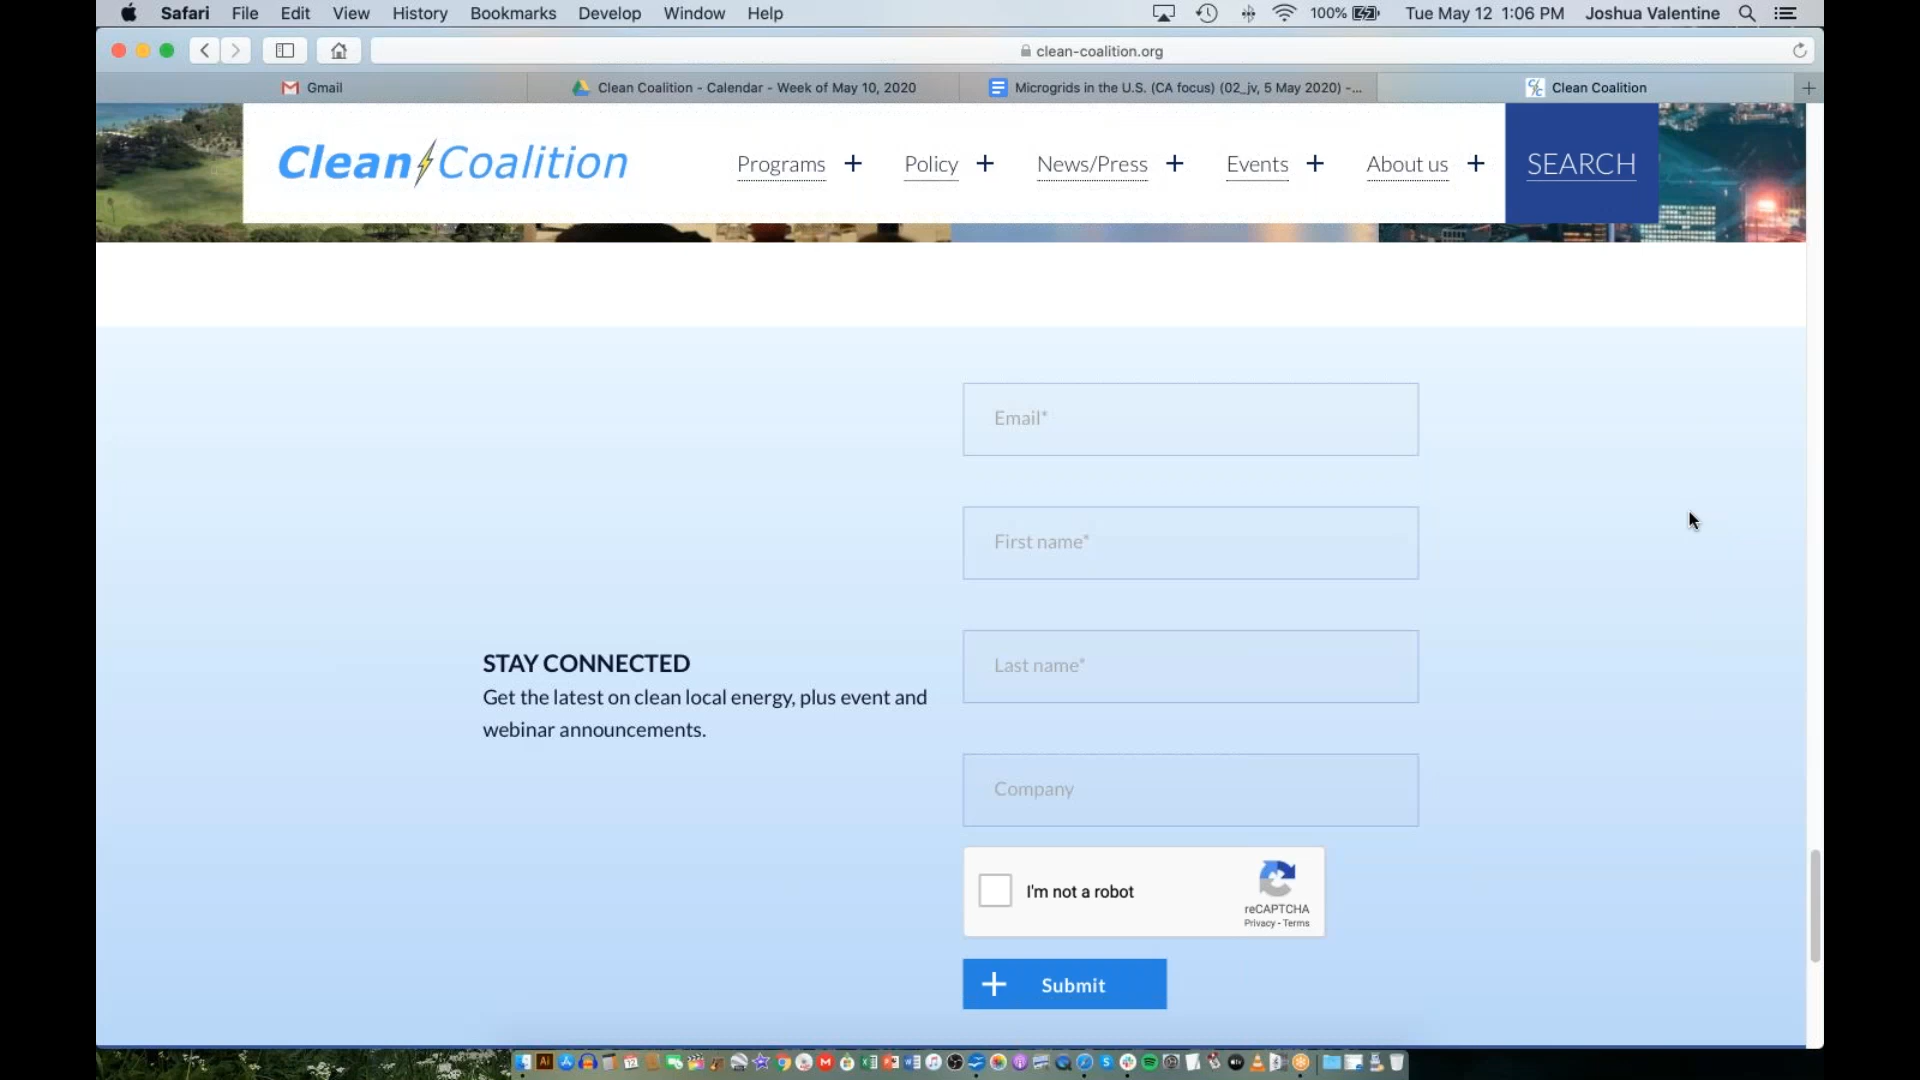 Safari File Edit View History Bookmarks Develop Window Help 100% Tue May 12 1:06 PM Joshua Valentine
clean-coalition.org
Gmail Clean Coalition - Calendar - Week of May 10, 2020 Microgrids in the U.S. (CA focus) (02_jv, 5 May 2020) -... Clean Coalition
Clean Coalition Programs + Policy + News/Press + Events + About us + SEARCH
Email*
First name*
Last name*
STAY CONNECTED
Get the latest on clean local energy, plus event and
webinar announcements.
Company
I'm not a robot
reCAPTCHA
Privacy - Terms
+ Submit